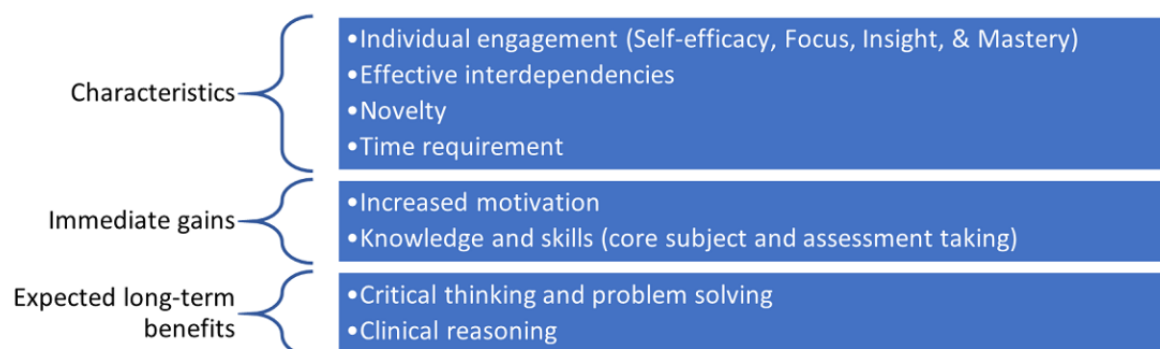 Characteristics
•Individual engagement (Self-efficacy, Focus, Insight, & Mastery)
•Effective interdependencies
•Novelty
•Time requirement
Immediate gains
•Increased motivation
•Knowledge and skills (core subject and assessment taking)
Expected long-term
benefits
•Critical thinking and problem solving
•Clinical reasoning